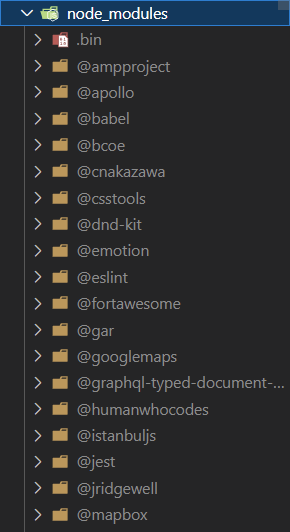 node_modules
.bin
@ampproject
@apollo
@babel
@bcoe
@cnakazawa
@csstools
@dnd-kit
@emotion
@eslint
@fortawesome
@gar
@googlemaps
@graphql-typed-document-...
@humanwhocodes
@istanbuljs
@jest
@jridgewell
@mapbox